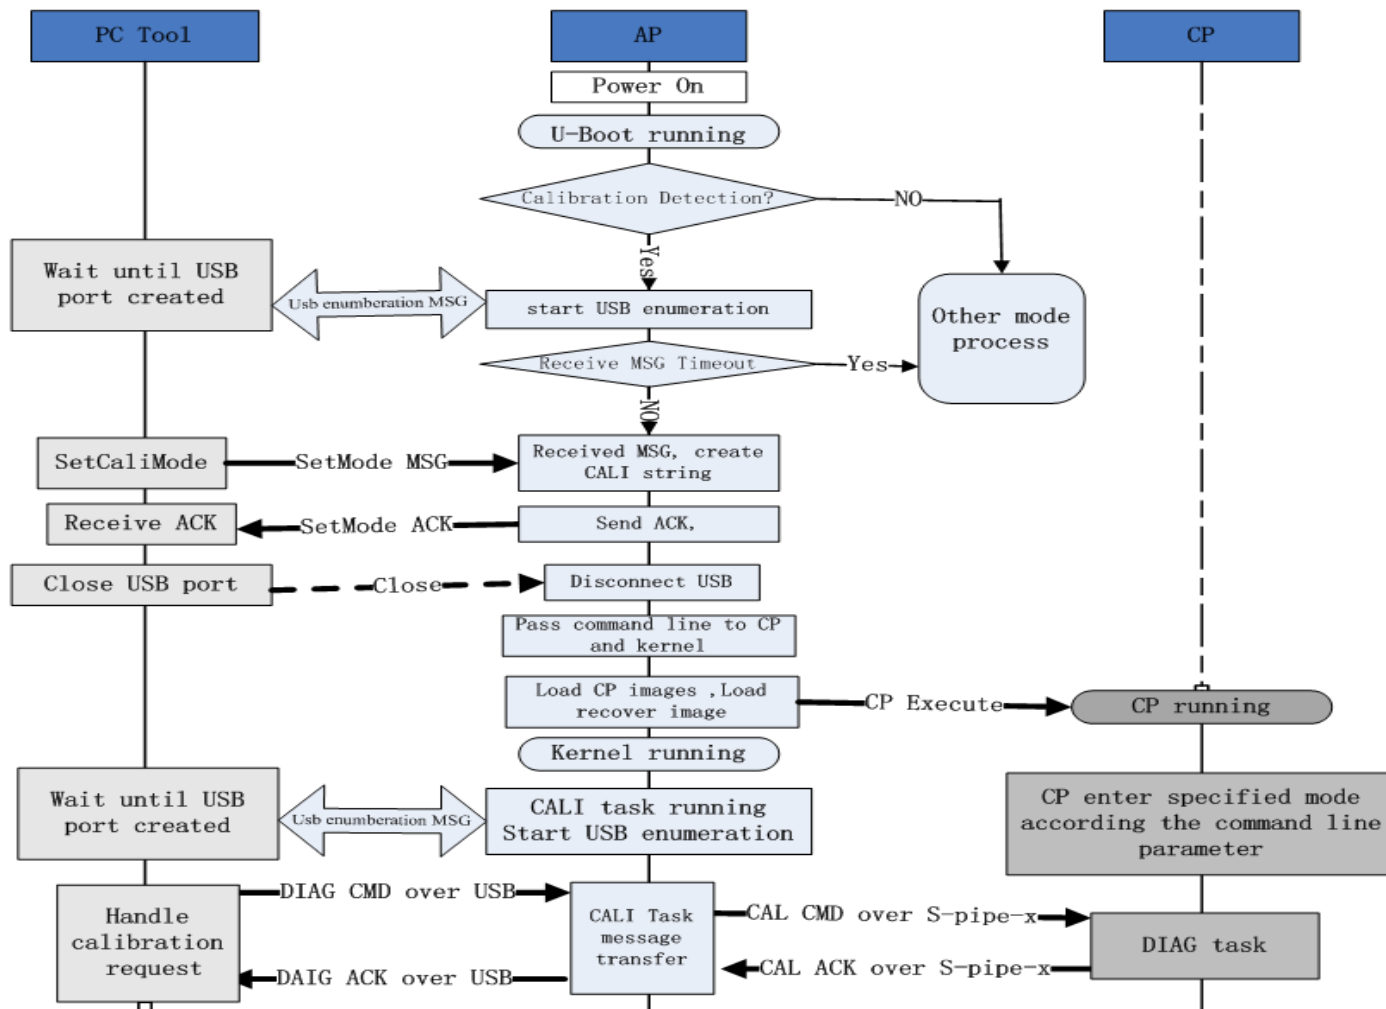 PC Tool
AP
CP
Power On
U-Boot running
Calibration Detection?
NO
Yes
Wait until USB
port created
Usb enumberation MSG
start USB enumeration
Other mode
process
Receive MSG Timeout
Yes
NO
SetCaliMode
SetMode MSG
Received MSG, create
CALI string
Receive ACK
SetMode ACK
Send ACK,
Close USB port
Close
Disconnect USB
Pass command line to CP
and kernel
Load CP images ,Load
recover image
CP Execute
CP running
Kernel running
Wait until USB
port created
Usb enumberation MSG
CALI task running
Start USB enumeration
CP enter specified mode
according the command line
parameter
Handle
calibration
request
DIAG CMD over USB
CALI Task
message
transfer
CAL CMD over S-pipe-x
DIAG task
DAIG ACK over USB
CAL ACK over S-pipe-x